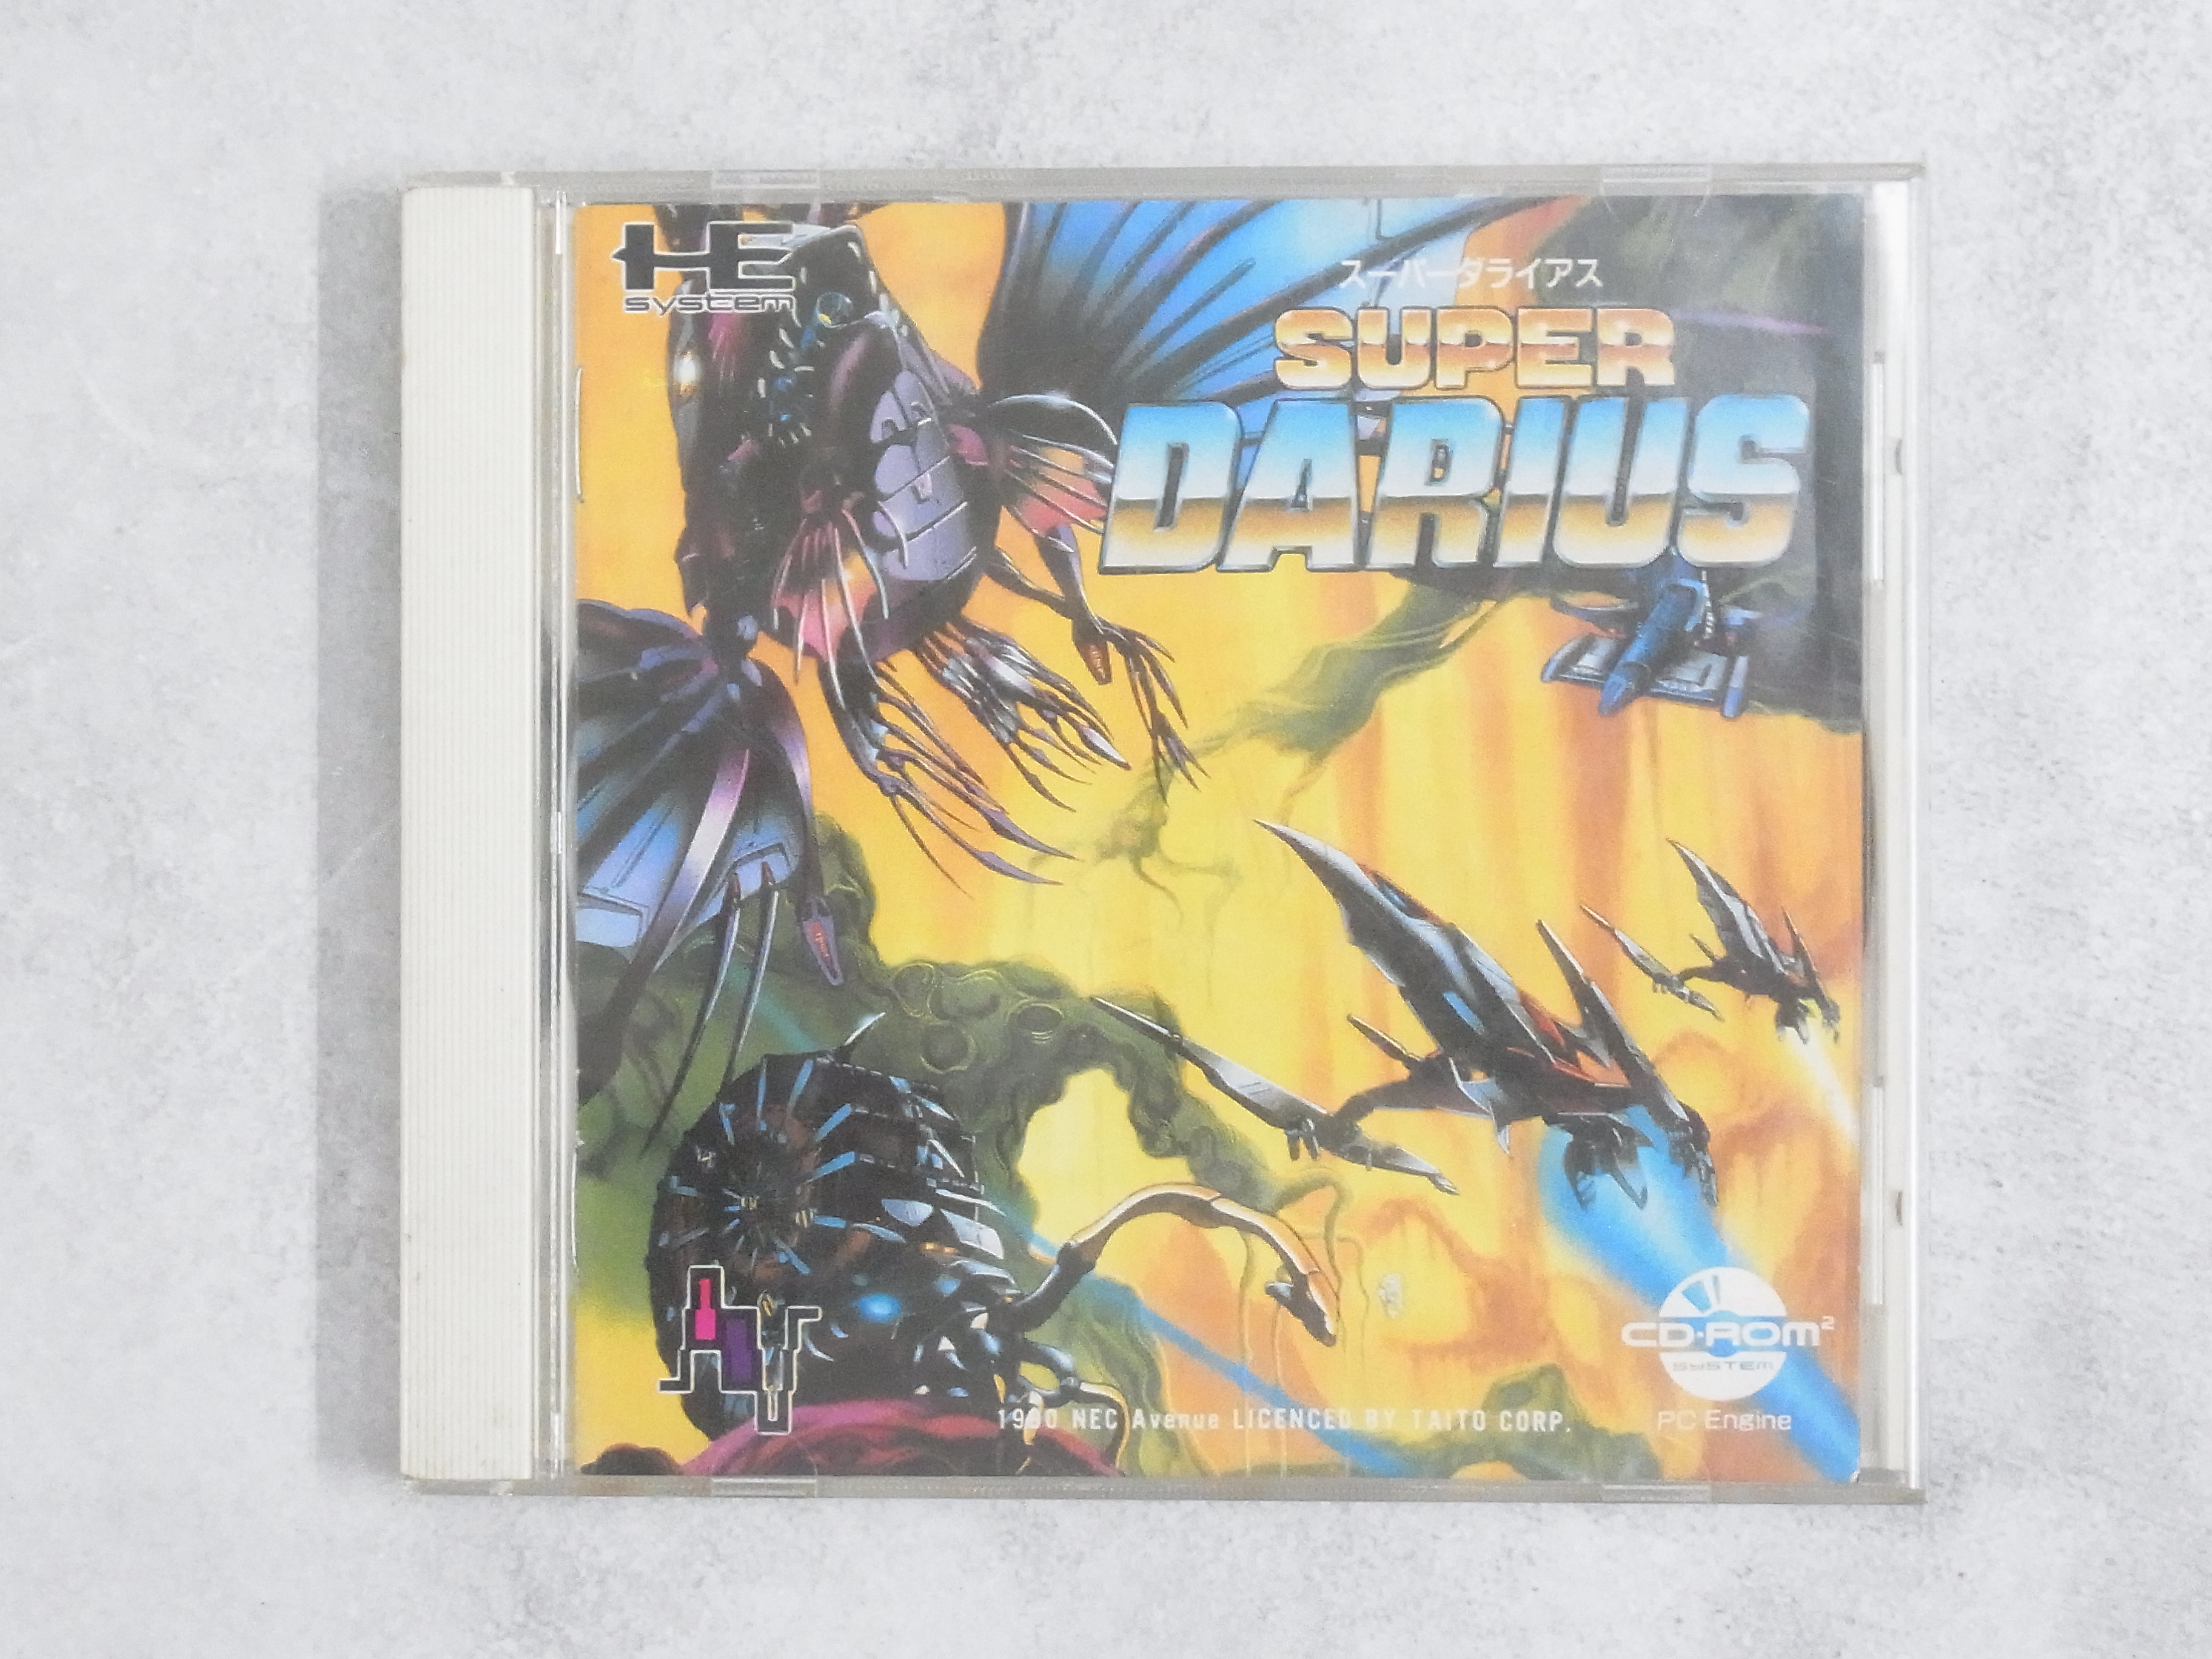 HE
system
スーパーダライアス
SUPER
DARIUS
CD-ROM²
SYSTEM
1990 NEC Avenue LICENCED BY TAITO CORP.
PC Engine